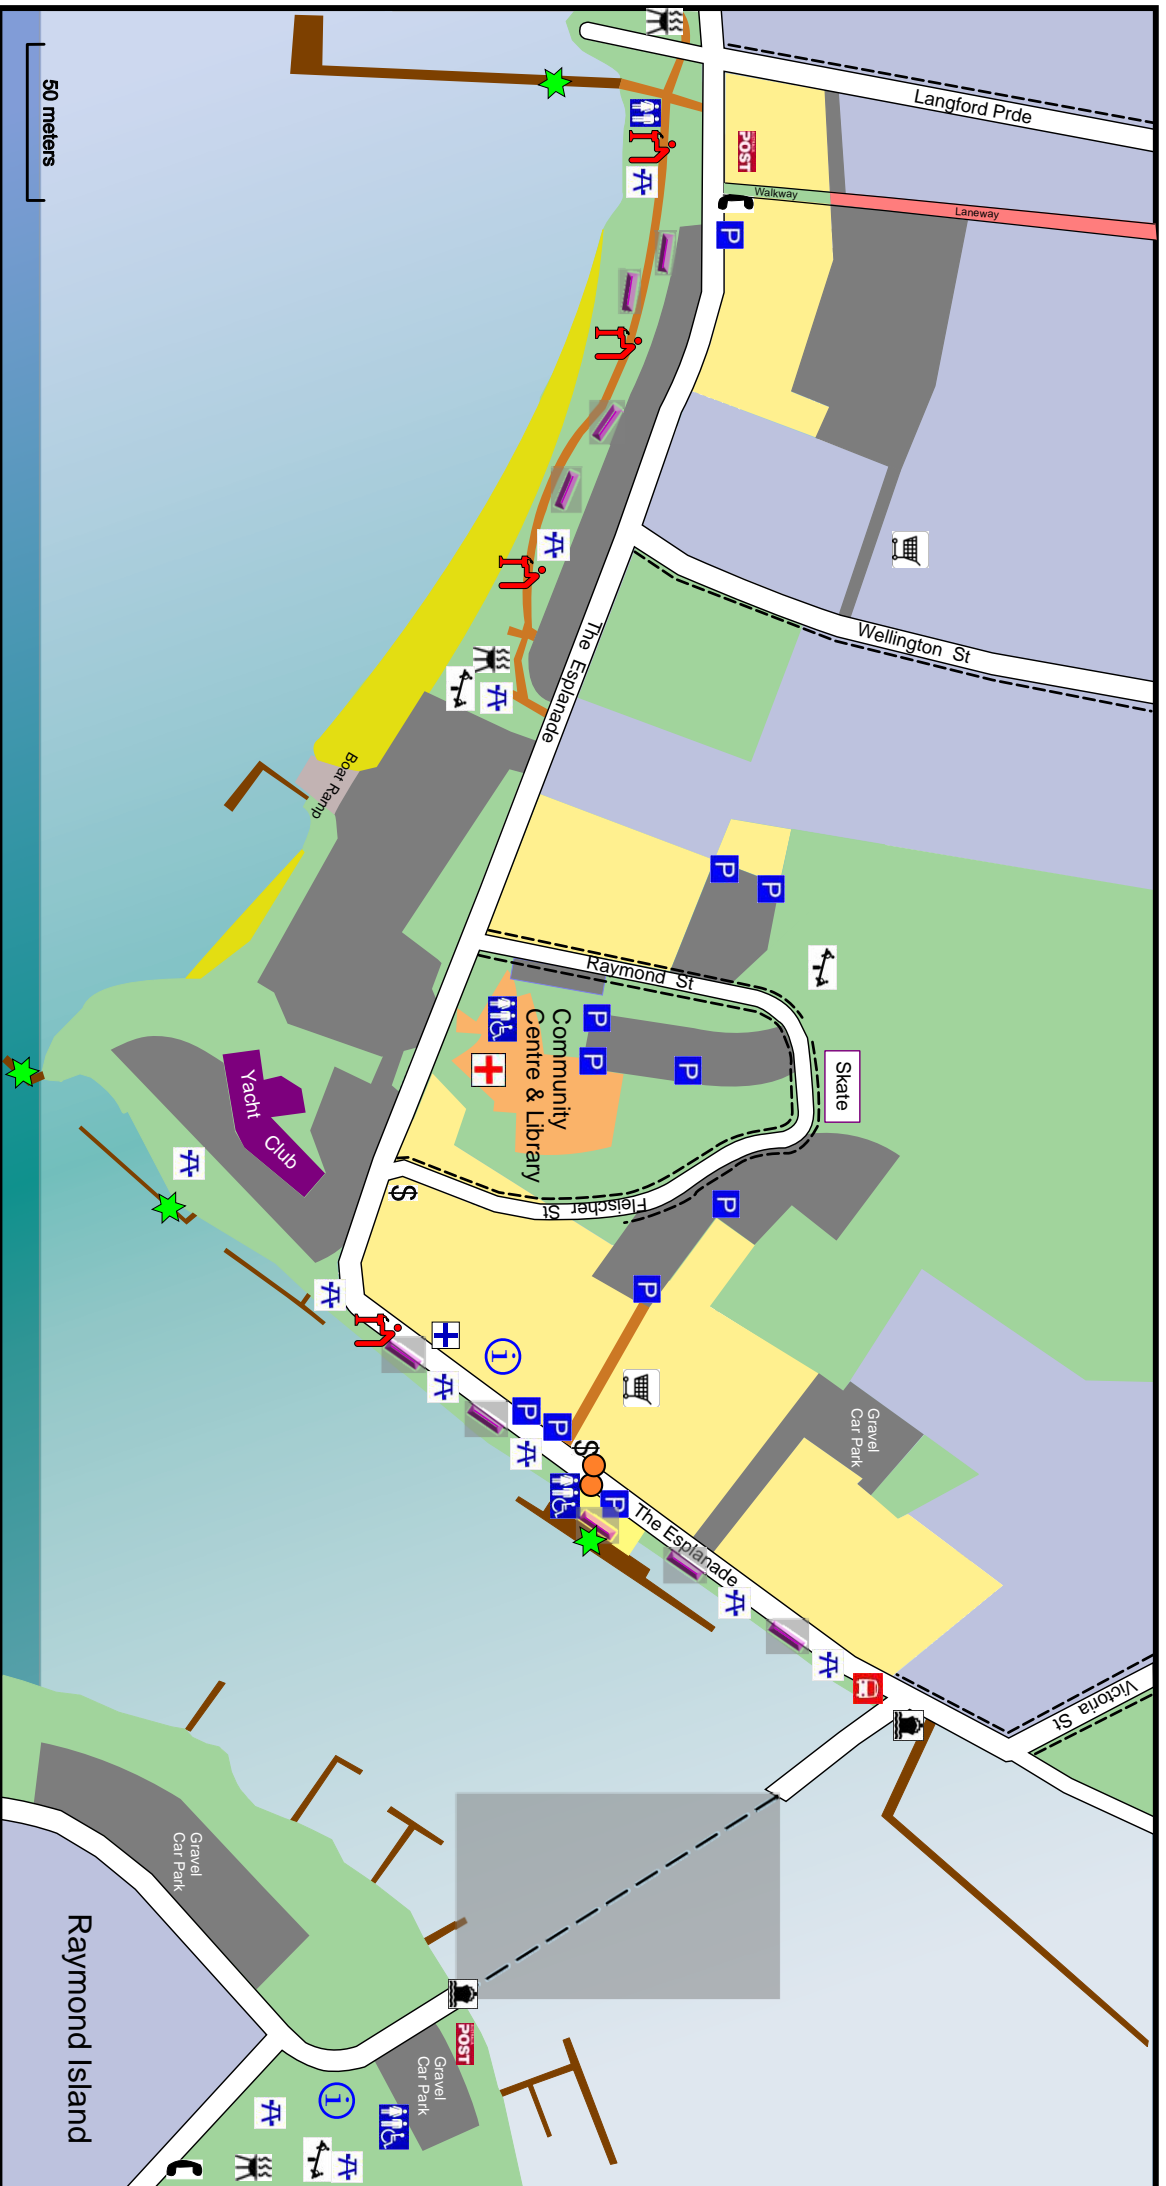 50 meters
Langford Prde
POST
Walkway
Laneway
P
Wellington St
The Esplanade
Boat Ramp
P
P
Raymond St
Skate
P
P
P
Community
Centre & Library
Yacht
Club
Fleischer St
$
P
P
i
P
P
$
P
The Esplanade
Gravel
Car Park
Victoria St
Gravel
Car Park
Raymond Island
POST
Gravel
Car Park
i